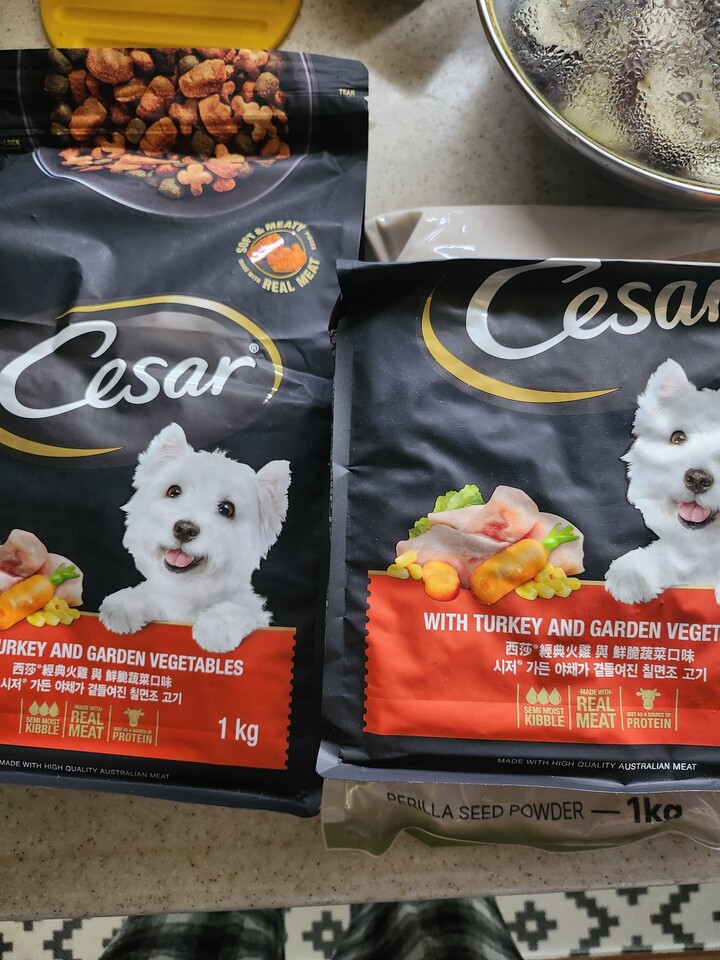 TEAR
-LOCK
SOFT & MEATY PIECES
MADE WITH REAL MEAT
Cesar®
TURKEY AND GARDEN VEGETABLES
西莎®經典火雞 與 鮮脆蔬菜口味
시저® 가든 야채가 곁들여진 칠면조 고기
SEMI MOIST
KIBBLE
MADE WITH
REAL
MEAT
BEEF AS A SOURCE OF
PROTEIN
1 kg
MADE WITH HIGH QUALITY AUSTRALIAN MEAT
Cesar
WITH TURKEY AND GARDEN VEGET
西莎®經典火雞 與 鮮脆蔬菜口味
시저® 가든 야채가 곁들여진 칠면조 고기
SEMI MOIST
KIBBLE
MADE WITH
REAL
MEAT
BEEF AS A SOURCE OF
PROTEIN
MADE WITH HIGH QUALITY AUSTRALIAN MEAT
PERILLA SEED POWDER — 1kg